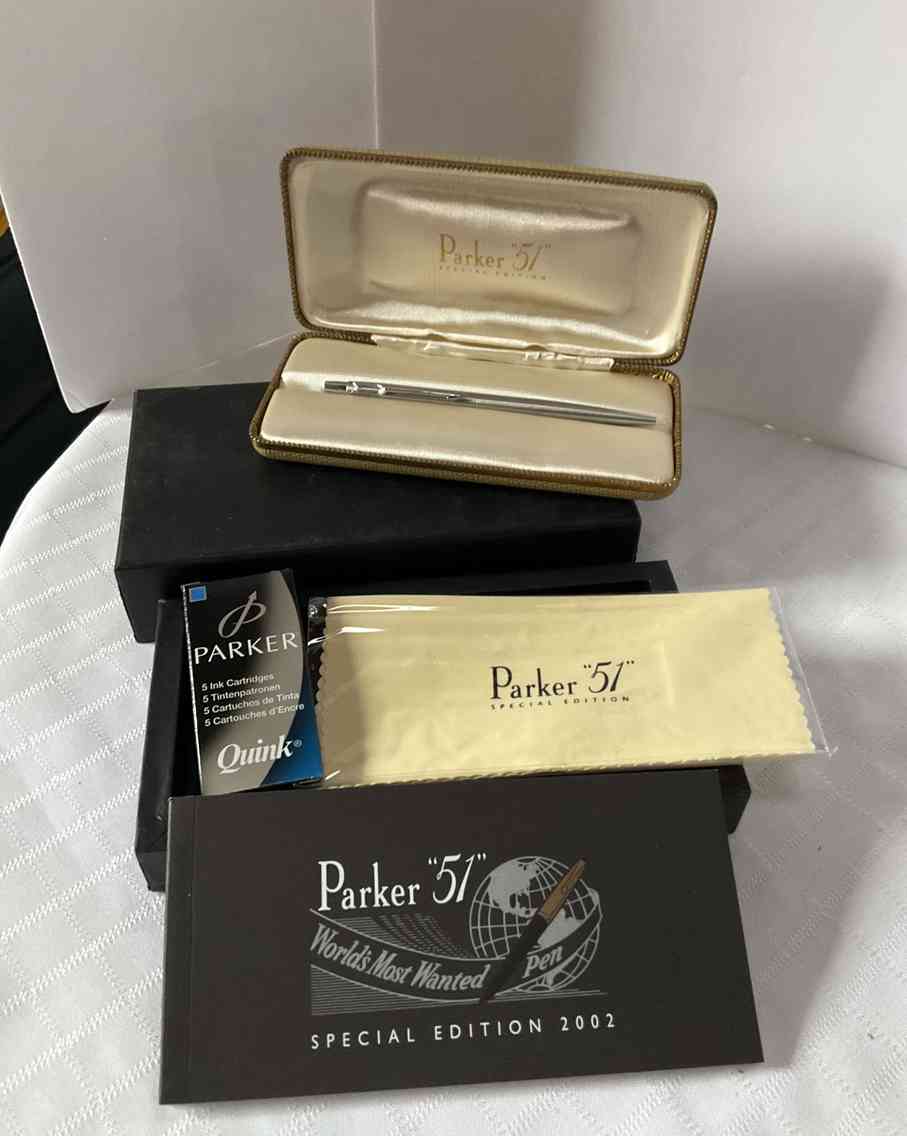 Parker "51"
SPECIAL EDITION
PARKER
5 Ink Cartridges
5 Tintenpatronen
5 Cartuchos de Tinta
5 Cartouches d'Encre
Quink®
Parker "51"
SPECIAL EDITION
Parker "51"
World's Most Wanted Pen
SPECIAL EDITION 2002